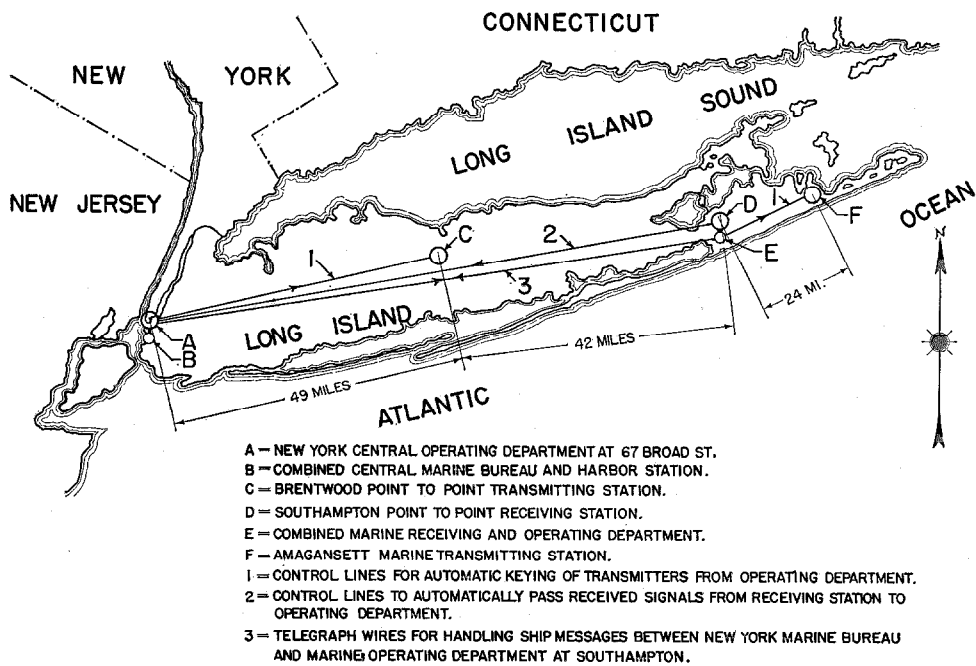 CONNECTICUT
NEW YORK
LONG ISLAND SOUND
NEW JERSEY
OCEAN
N
D
1
F
C
2
E
1
3
24 MI.
A
B
LONG ISLAND
42 MILES
49 MILES
ATLANTIC
A – NEW YORK CENTRAL OPERATING DEPARTMENT AT 67 BROAD ST.
B = COMBINED CENTRAL MARINE BUREAU AND HARBOR STATION.
C = BRENTWOOD POINT TO POINT TRANSMITTING STATION.
D = SOUTHAMPTON POINT TO POINT RECEIVING STATION.
E = COMBINED MARINE RECEIVING AND OPERATING DEPARTMENT.
F – AMAGANSETT MARINE TRANSMITTING STATION.
1 = CONTROL LINES FOR AUTOMATIC KEYING OF TRANSMITTERS FROM OPERATING DEPARTMENT.
2 = CONTROL LINES TO AUTOMATICALLY PASS RECEIVED SIGNALS FROM RECEIVING STATION TO
OPERATING DEPARTMENT.
3 = TELEGRAPH WIRES FOR HANDLING SHIP MESSAGES BETWEEN NEW YORK MARINE BUREAU
AND MARINE OPERATING DEPARTMENT AT SOUTHAMPTON.